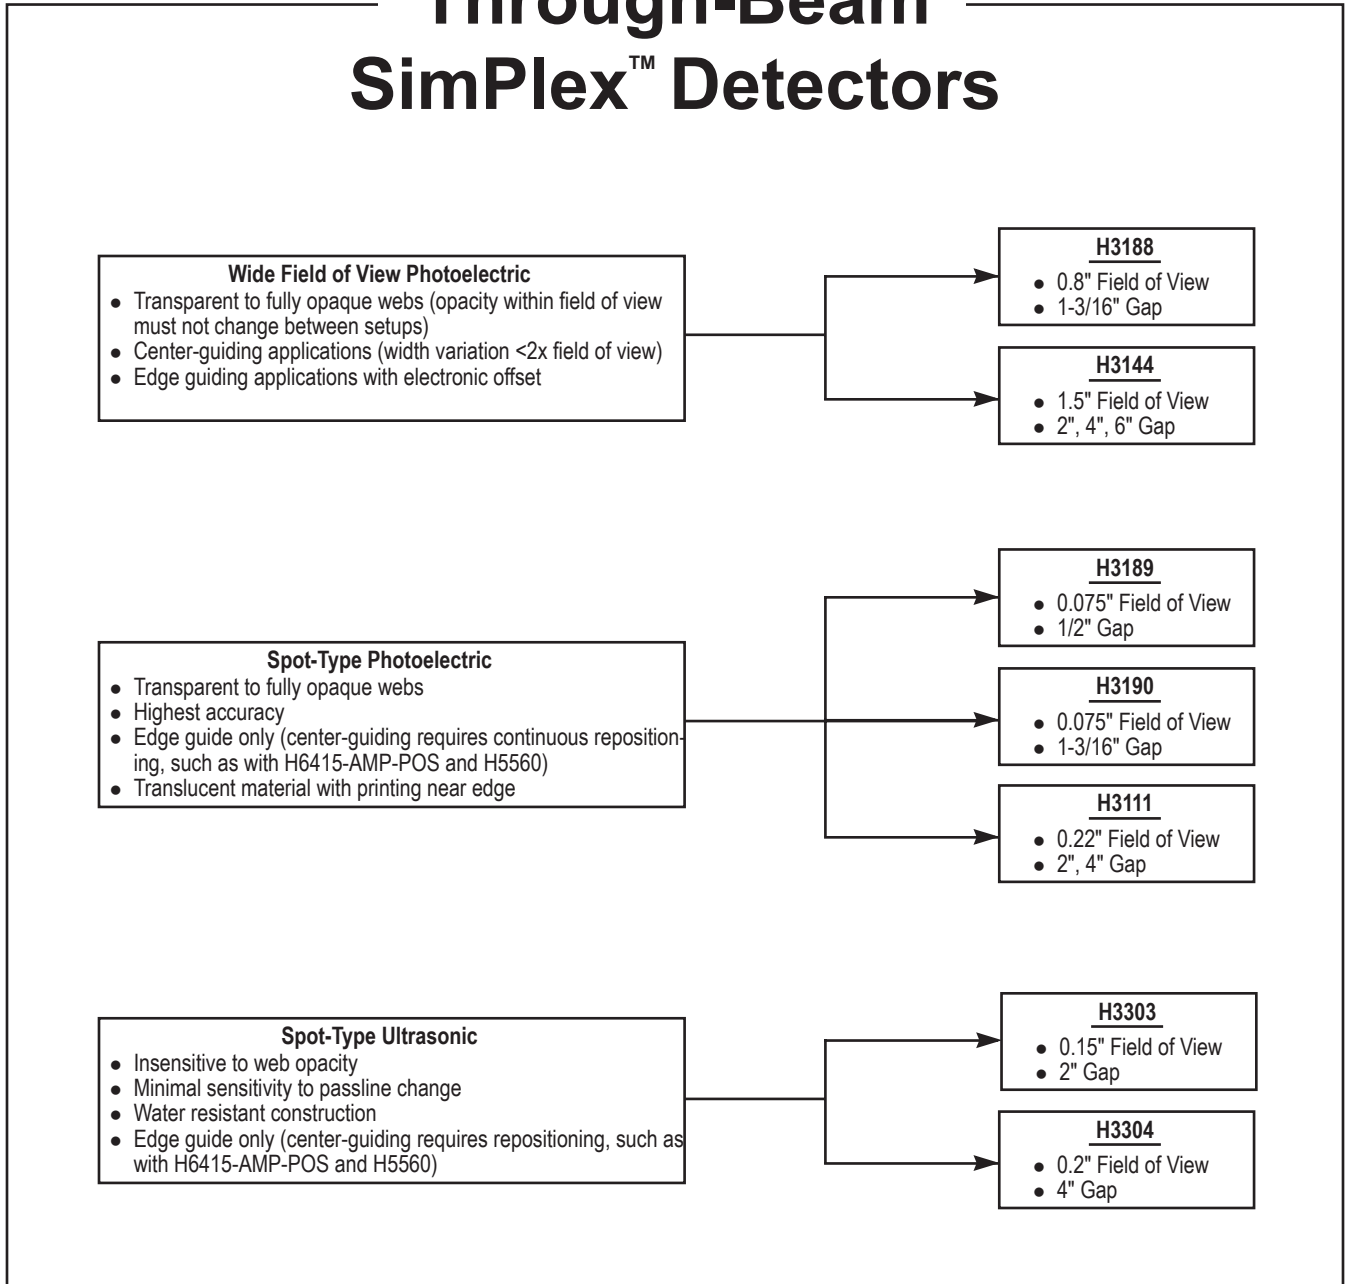 Through-Beam
SimPlex™ Detectors
Wide Field of View Photoelectric
● Transparent to fully opaque webs (opacity within field of view
must not change between setups)
● Center-guiding applications (width variation <2x field of view)
● Edge guiding applications with electronic offset
H3188
● 0.8" Field of View
● 1-3/16" Gap
H3144
● 1.5" Field of View
● 2", 4", 6" Gap
Spot-Type Photoelectric
● Transparent to fully opaque webs
● Highest accuracy
● Edge guide only (center-guiding requires continuous reposition-
ing, such as with H6415-AMP-POS and H5560)
● Translucent material with printing near edge
H3189
● 0.075" Field of View
● 1/2" Gap
H3190
● 0.075" Field of View
● 1-3/16" Gap
H3111
● 0.22" Field of View
● 2", 4" Gap
Spot-Type Ultrasonic
● Insensitive to web opacity
● Minimal sensitivity to passline change
● Water resistant construction
● Edge guide only (center-guiding requires repositioning, such as
with H6415-AMP-POS and H5560)
H3303
● 0.15" Field of View
● 2" Gap
H3304
● 0.2" Field of View
● 4" Gap